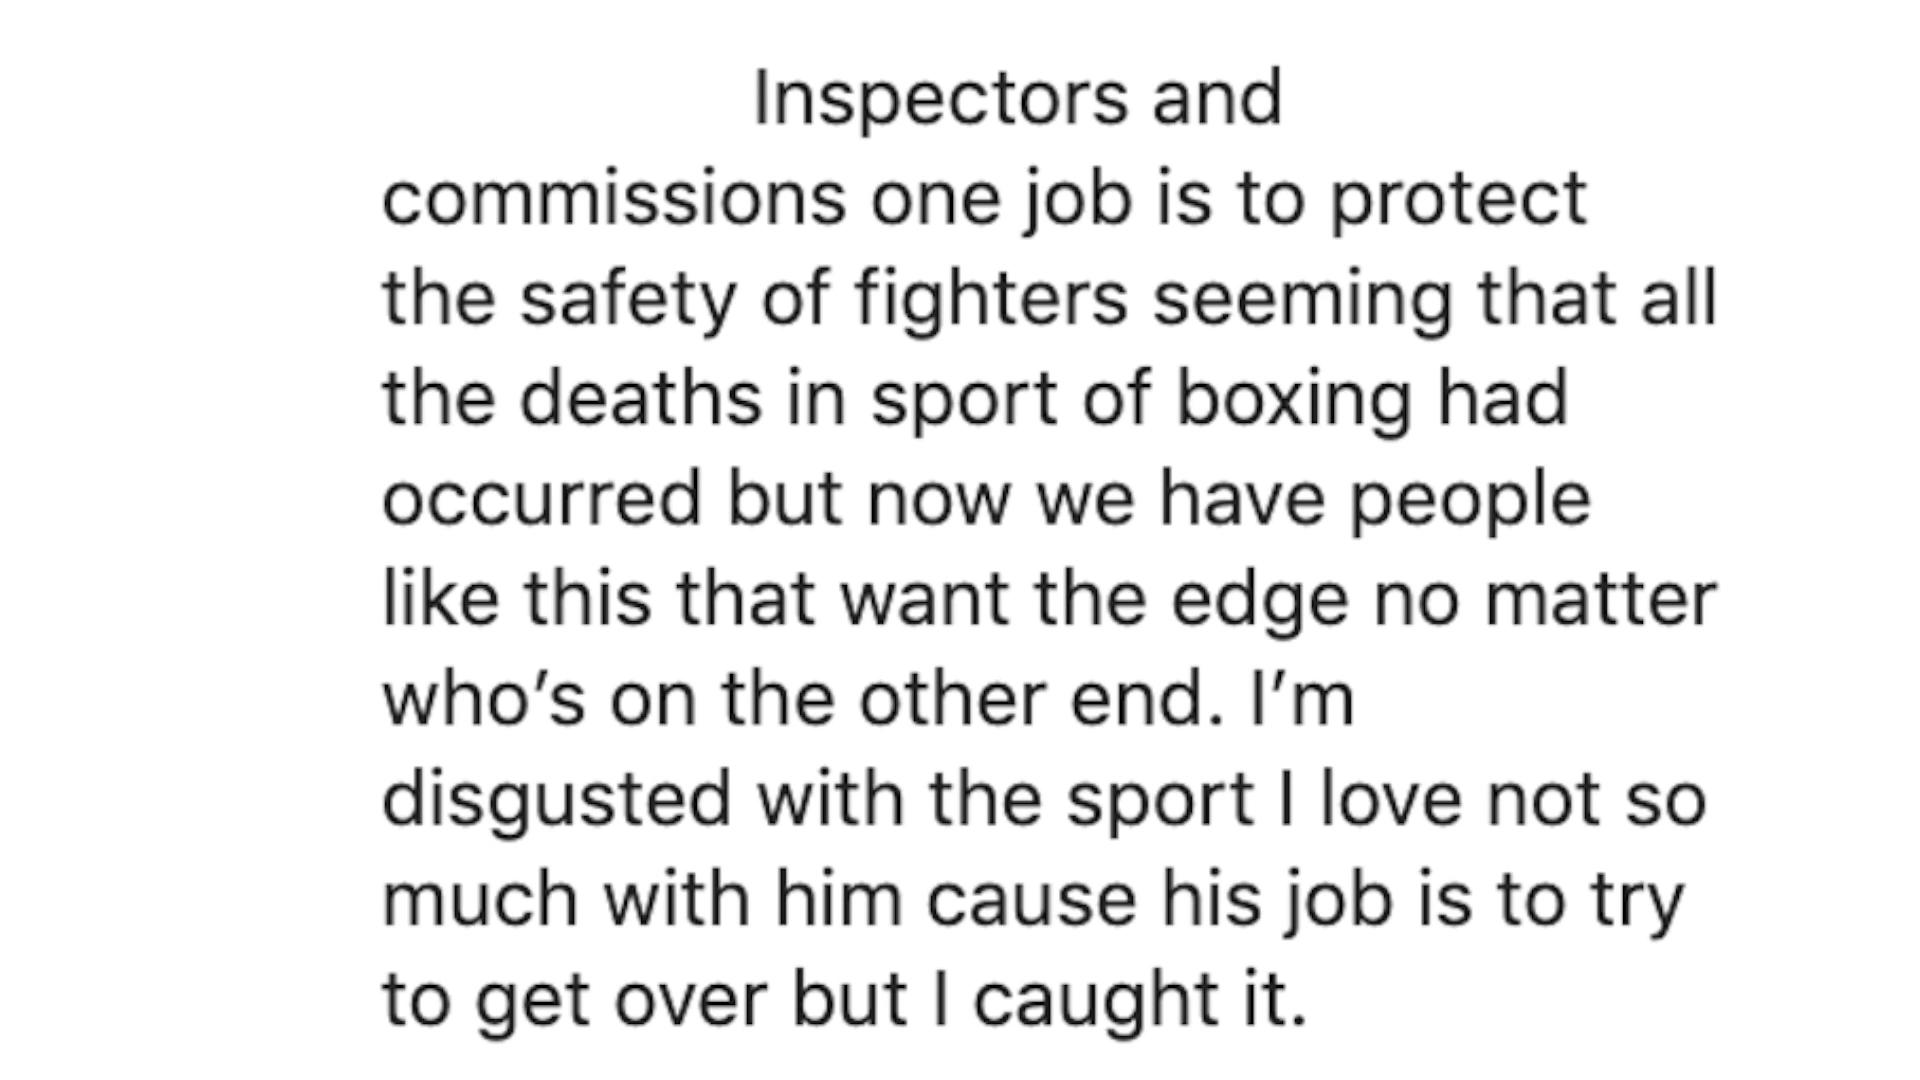 Inspectors and
commissions one job is to protect
the safety of fighters seeming that all
the deaths in sport of boxing had
occurred but now we have people
like this that want the edge no matter
who’s on the other end. I’m
disgusted with the sport I love not so
much with him cause his job is to try
to get over but I caught it.